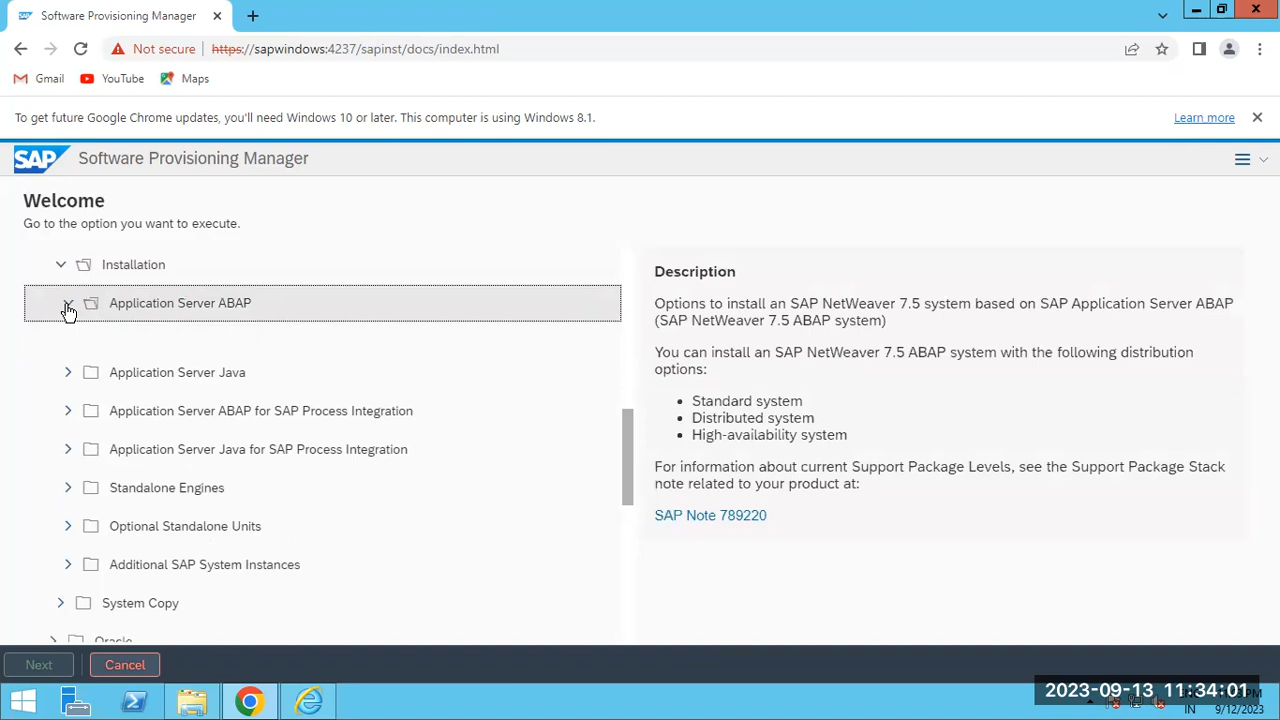 Software Provisioning Manager
Not secure
https://sapwindows:4237/sapinst/docs/index.html
Gmail
YouTube
Maps
To get future Google Chrome updates, you'll need Windows 10 or later. This computer is using Windows 8.1.
Learn more
SAP Software Provisioning Manager
Welcome
Go to the option you want to execute.
Installation
Application Server ABAP
Application Server Java
Application Server ABAP for SAP Process Integration
Application Server Java for SAP Process Integration
Standalone Engines
Optional Standalone Units
Additional SAP System Instances
System Copy
Oracle
Description
Options to install an SAP NetWeaver 7.5 system based on SAP Application Server ABAP
(SAP NetWeaver 7.5 ABAP system)
You can install an SAP NetWeaver 7.5 ABAP system with the following distribution
options:
Standard system
Distributed system
High-availability system
For information about current Support Package Levels, see the Support Package Stack
note related to your product at:
SAP Note 789220
Next
Cancel
2023-09-13 11:34:01
IN
9/12/2023